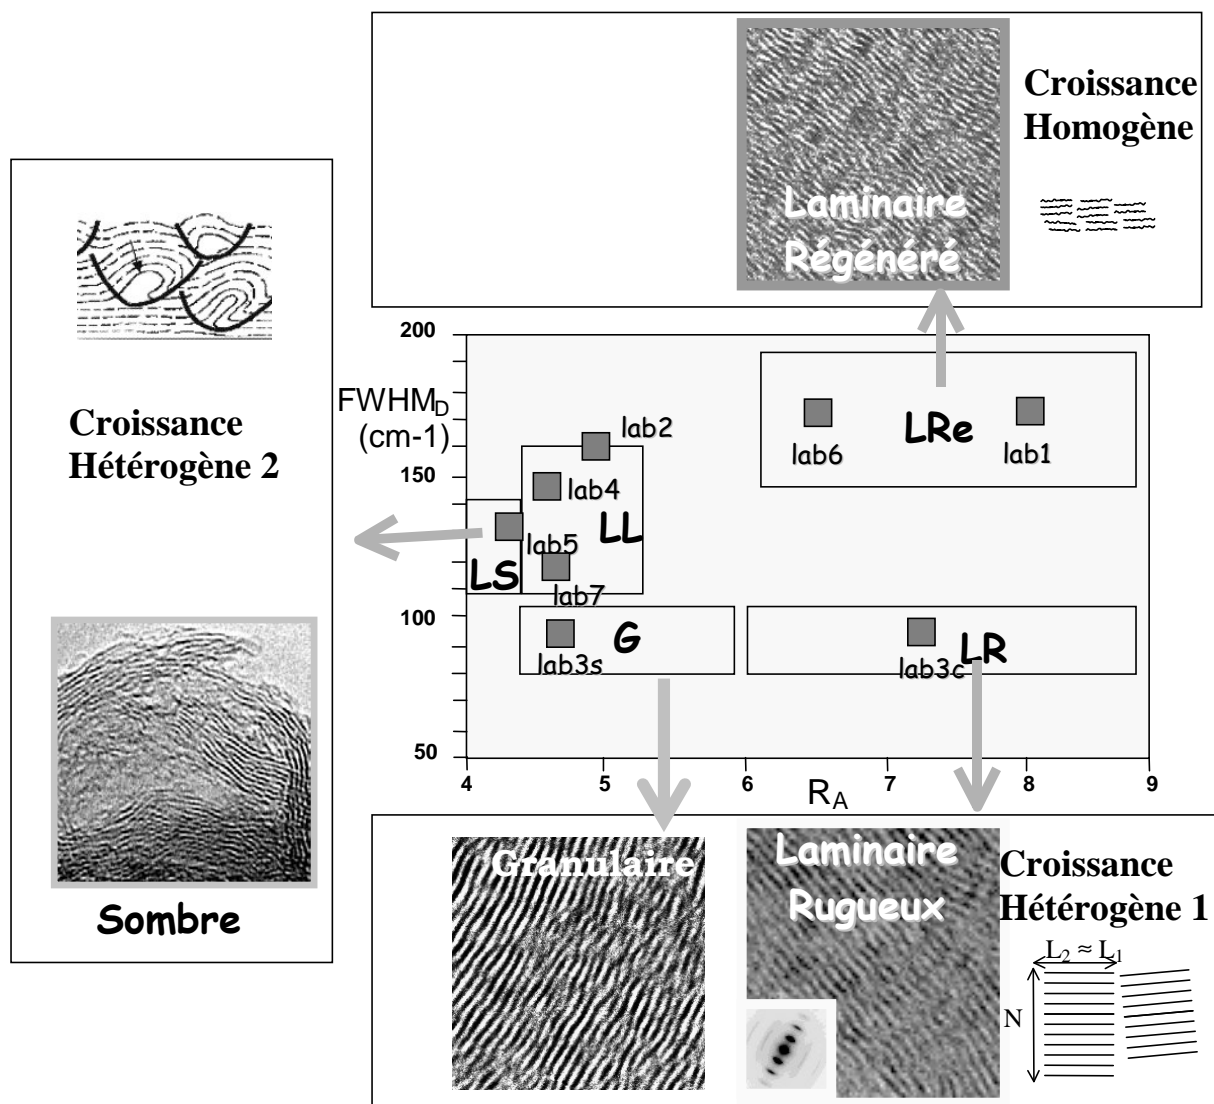 Croissance
Homogène
Laminaire
Régénéré
Croissance
Hétérogène 2
Sombre
200
FWHMD
(cm-1)
150
100
50
4
5
6
7
8
9
RA
lab2
lab4
LL
lab5
LS
lab7
lab6
LRe
lab1
G
lab3s
LR
lab3c
Granulaire
Laminaire
Rugueux
Croissance
Hétérogène 1
L2 ≈ L1
N